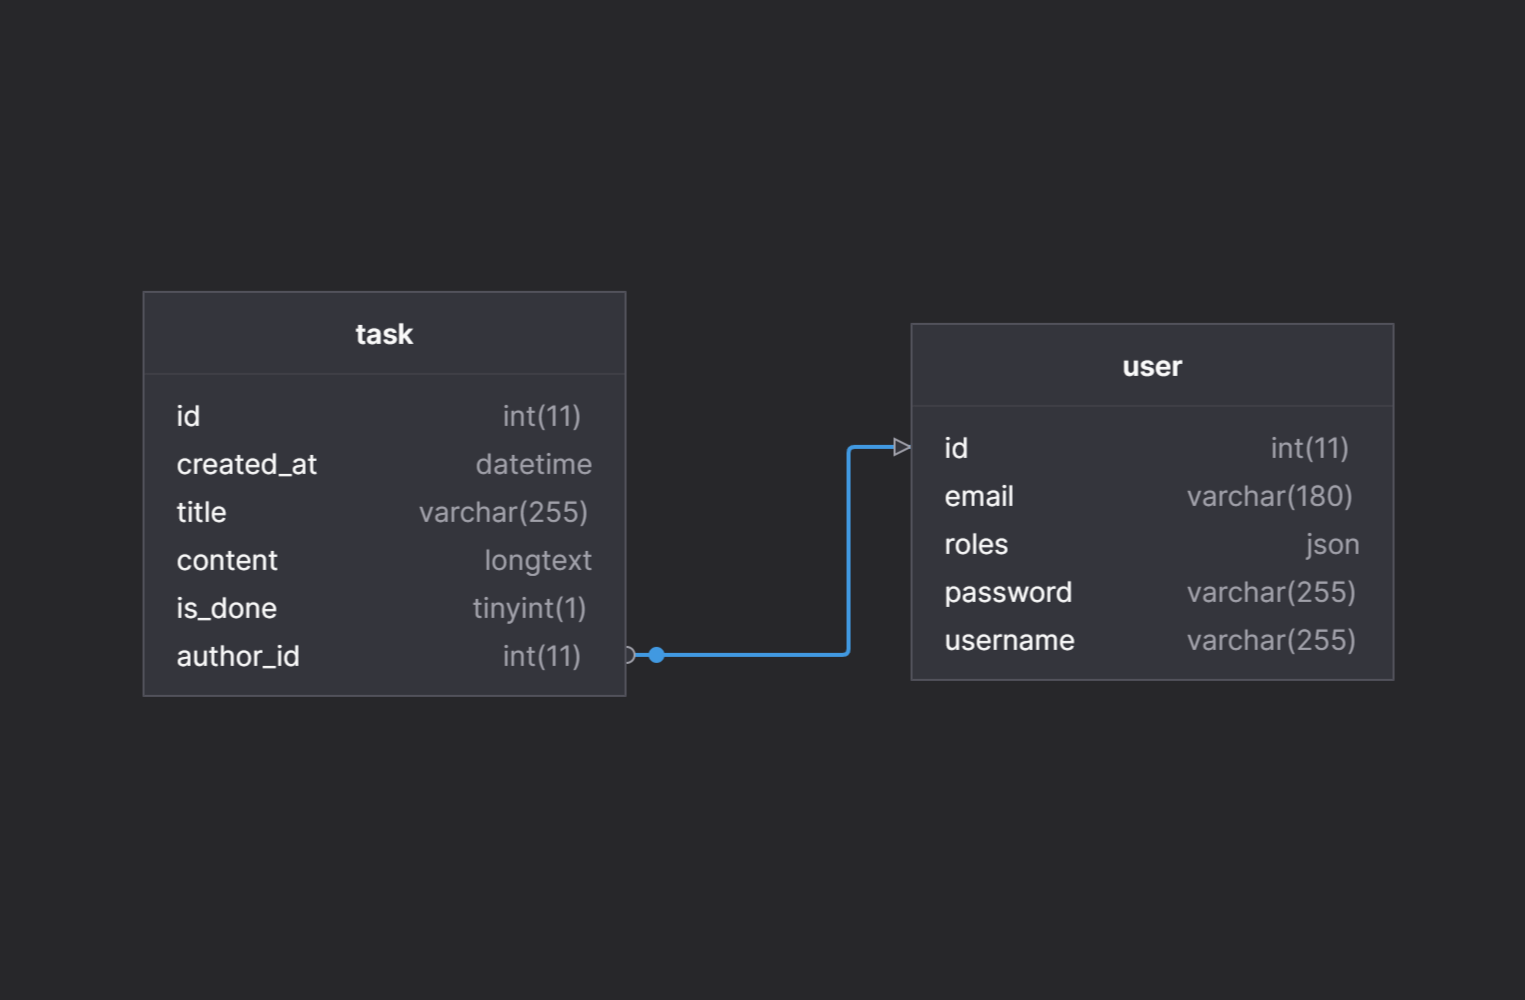 task
id int(11)
created_at datetime
title varchar(255)
content longtext
is_done tinyint(1)
author_id int(11)
user
id int(11)
email varchar(180)
roles json
password varchar(255)
username varchar(255)